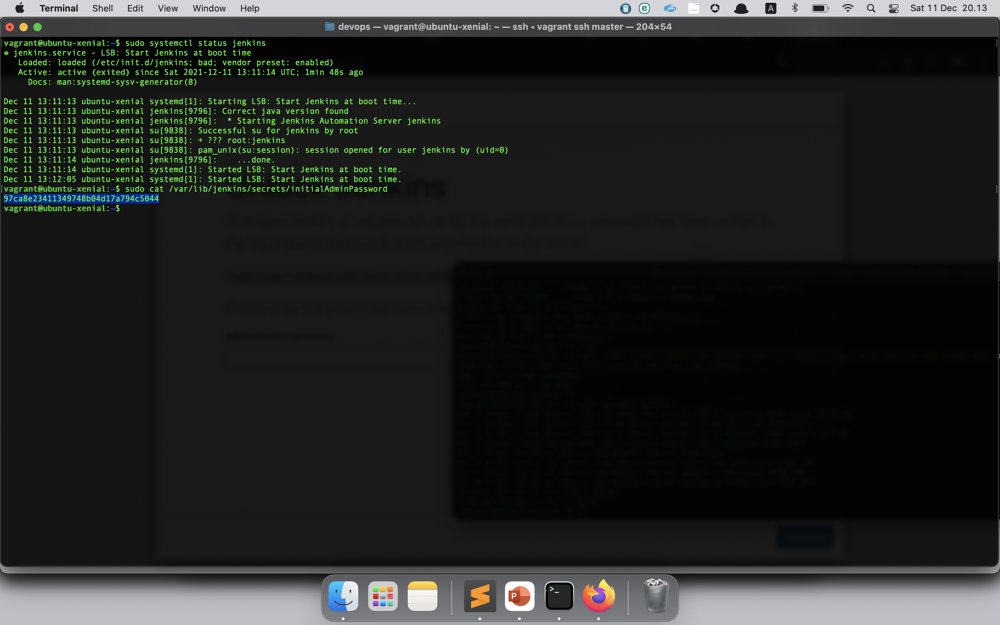 Terminal Shell Edit View Window Help A Sat 11 Dec 20.13
devops — vagrant@ubuntu-xenial: ~ — ssh ◂ vagrant ssh master — 204×54
[vagrant@ubuntu-xenial:~$ sudo systemctl status jenkins ]
● jenkins.service - LSB: Start Jenkins at boot time
Loaded: loaded (/etc/init.d/jenkins; bad; vendor preset: enabled)
Active: active (exited) since Sat 2021-12-11 13:11:14 UTC; 1min 48s ago
Docs: man:systemd-sysv-generator(8)
Dec 11 13:11:13 ubuntu-xenial systemd[1]: Starting LSB: Start Jenkins at boot time...
Dec 11 13:11:13 ubuntu-xenial jenkins[9796]: Correct java version found
Dec 11 13:11:13 ubuntu-xenial jenkins[9796]:  * Starting Jenkins Automation Server jenkins
Dec 11 13:11:13 ubuntu-xenial su[9838]: Successful su for jenkins by root
Dec 11 13:11:13 ubuntu-xenial su[9838]: + ??? root:jenkins
Dec 11 13:11:13 ubuntu-xenial su[9838]: pam_unix(su:session): session opened for user jenkins by (uid=0)
Dec 11 13:11:14 ubuntu-xenial jenkins[9796]:    ...done.
Dec 11 13:11:14 ubuntu-xenial systemd[1]: Started LSB: Start Jenkins at boot time.
Dec 11 13:12:05 ubuntu-xenial systemd[1]: Started LSB: Start Jenkins at boot time.
[vagrant@ubuntu-xenial:~$ sudo cat /var/lib/jenkins/secrets/initialAdminPassword ]
97ca8e23411349748b04d17a794c5044
vagrant@ubuntu-xenial:~$